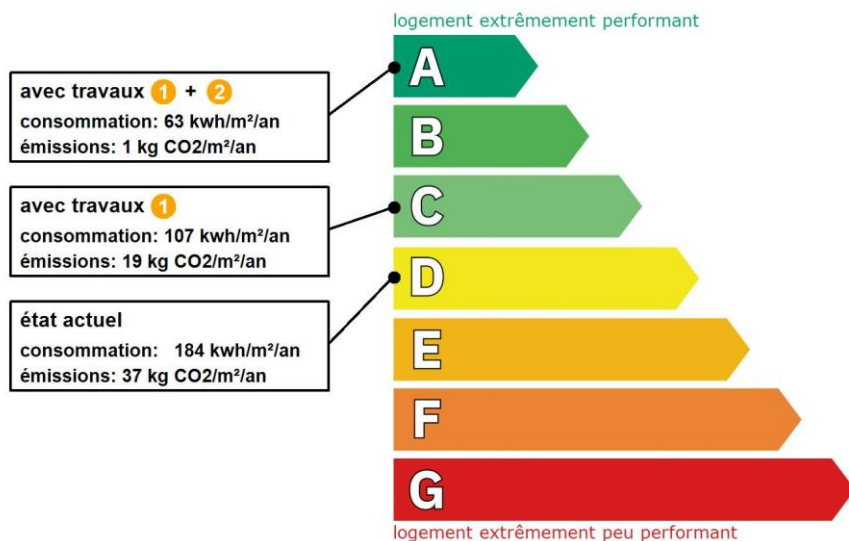 logement extrêmement performant
A
avec travaux 1 + 2
consommation: 63 kwh/m²/an
émissions: 1 kg CO2/m²/an
B
avec travaux 1
consommation: 107 kwh/m²/an
émissions: 19 kg CO2/m²/an
C
D
état actuel
consommation: 184 kwh/m²/an
émissions: 37 kg CO2/m²/an
E
F
G
logement extrêmement peu performant